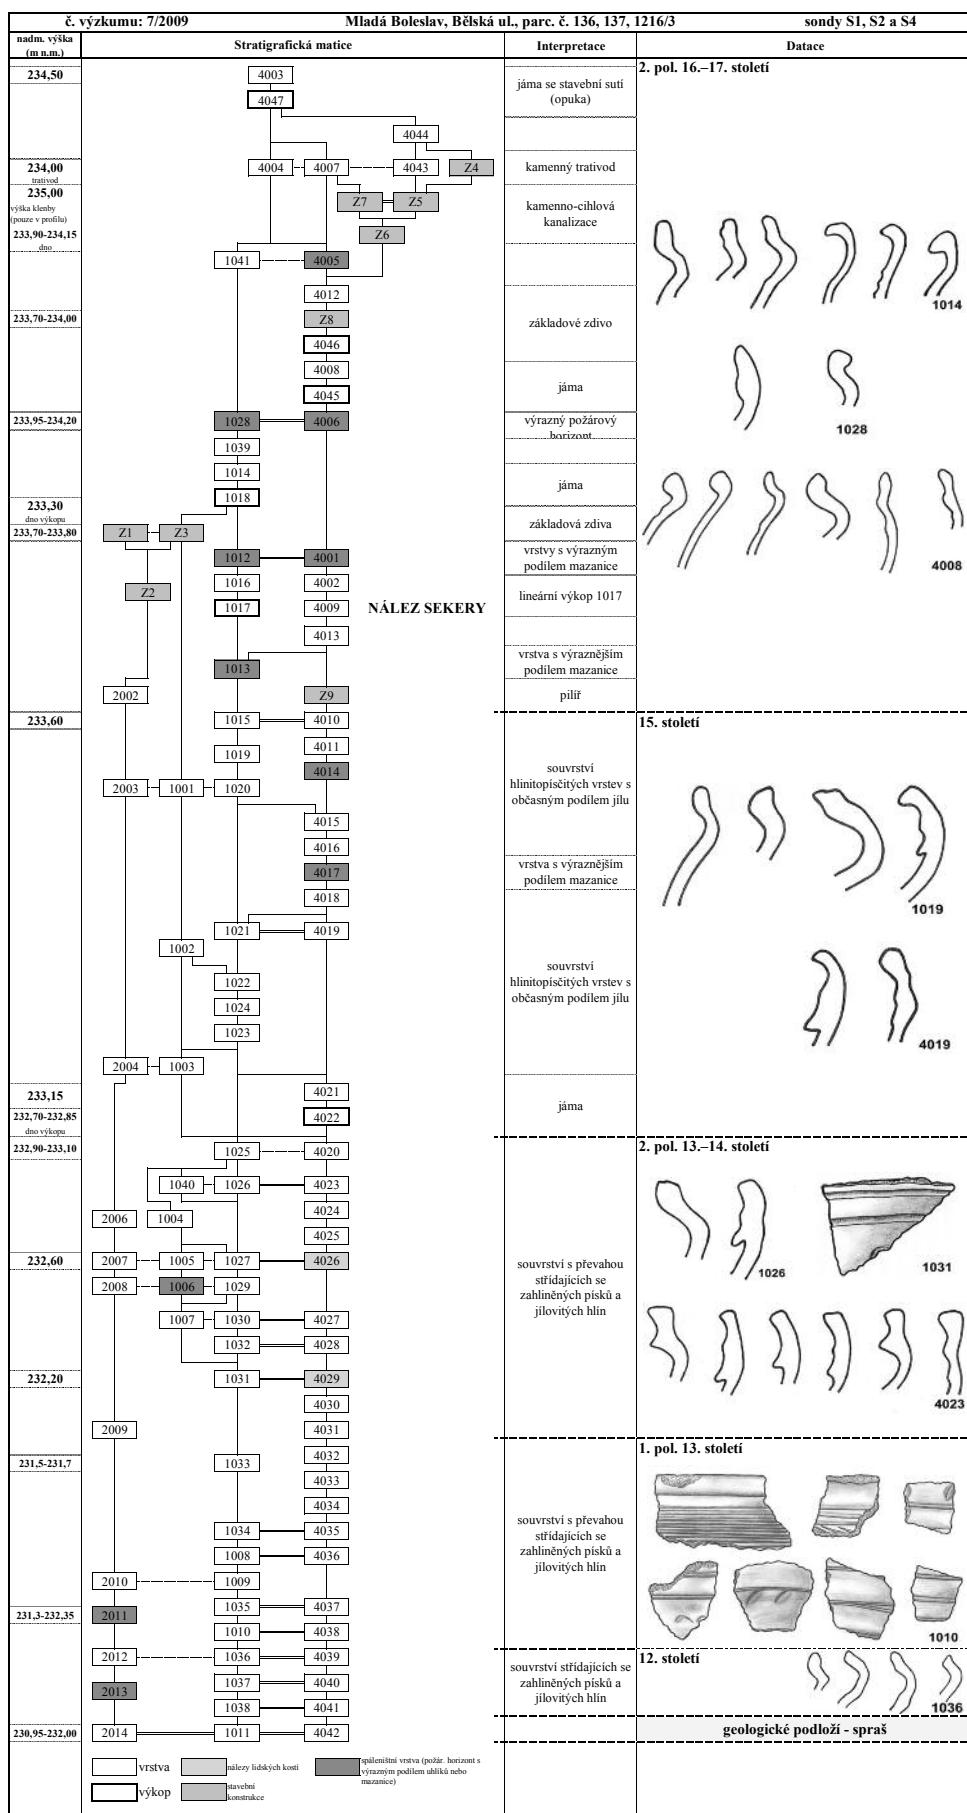 č. výzkumu: 7/2009 Mladá Boleslav, Bělská ul., parc. č. 136, 137, 1216/3 sondy S1, S2 a S4
nadm. výška (m n.m.) Stratigrafická matice Interpretace Datace
234,50 4003 jáma se stavební sutí (opuka) 2. pol. 16.–17. století
4047
4044
234,00 trativod 4004 4007 4043 Z4 kamenný trativod
235,00 Z7 Z5 kamenno-cihlová kanalizace
výška klenby (pouze v profilu)
233,90-234,15 dno Z6
1041 4005
1014
4012
233,70-234,00 Z8 základové zdivo
4046
4008 jáma
4045
233,95-234,20 1028 4006 výrazný požárový horizont
1028
1039
1014 jáma
1018
233,30 dno výkopu
233,70-233,80 Z1 Z3 základová zdiva
1012 4001 vrstvy s výrazným podílem mazanice
4008
1016 4002
Z2 lineární výkop 1017
1017 4009 NÁLEZ SEKERY
4013
1013 vrstva s výraznějším podílem mazanice
2002 Z9 pilíř
233,60 1015 4010 15. století
4011
1019
4014 souvrství hlinitopísčitých vrstev s občasným podílem jílu
2003 1001 1020
4015
4016
4017 vrstva s výraznějším podílem mazanice
4018
1019
1021 4019
1002
1022 souvrství hlinitopísčitých vrstev s občasným podílem jílu
1024
1023
4019
2004 1003
233,15 4021 jáma
232,70-232,85 dno výkopu 4022
232,90-233,10 1025 4020 2. pol. 13.–14. století
1040 1026 4023
4024
2006 1004
4025
232,60 2007 1005 1027 4026
1026 1031
2008 1006 1029 souvrství s převahou střídajících se zahliněných písků a jílovitých hlín
1007 1030 4027
1032 4028
232,20 1031 4029
4030
4023
2009 4031
1. pol. 13. století
4032
231,5-231,7 1033
4033
4034
1034 4035 souvrství s převahou střídajících se zahliněných písků a jílovitých hlín
1008 4036
2010 1009
1035 4037
231,3-232,35 2011
1010 4038
1010
2012 1036 4039 12. století
souvrství střídajících se zahliněných písků a jílovitých hlín
1037 4040
2013
1038 4041
1036
230,95-232,00 2014 1011 4042 geologické podloží - spraš
vrstva nálezy lidských kostí spáleništní vrstva (požár. horizont s výrazným podílem uhlíků nebo mazanice)
výkop stavební konstrukce